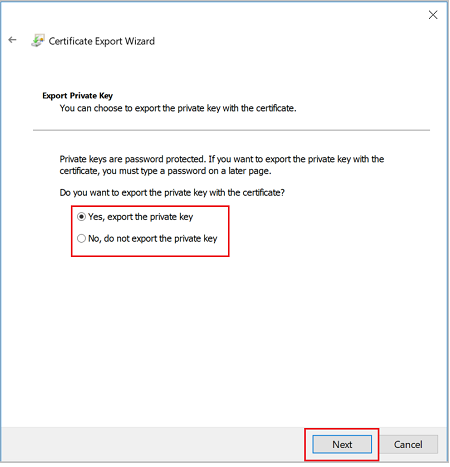 Certificate Export Wizard
Export Private Key
You can choose to export the private key with the certificate.
Private keys are password protected. If you want to export the private key with the
certificate, you must type a password on a later page.
Do you want to export the private key with the certificate?
Yes, export the private key
No, do not export the private key
Next
Cancel